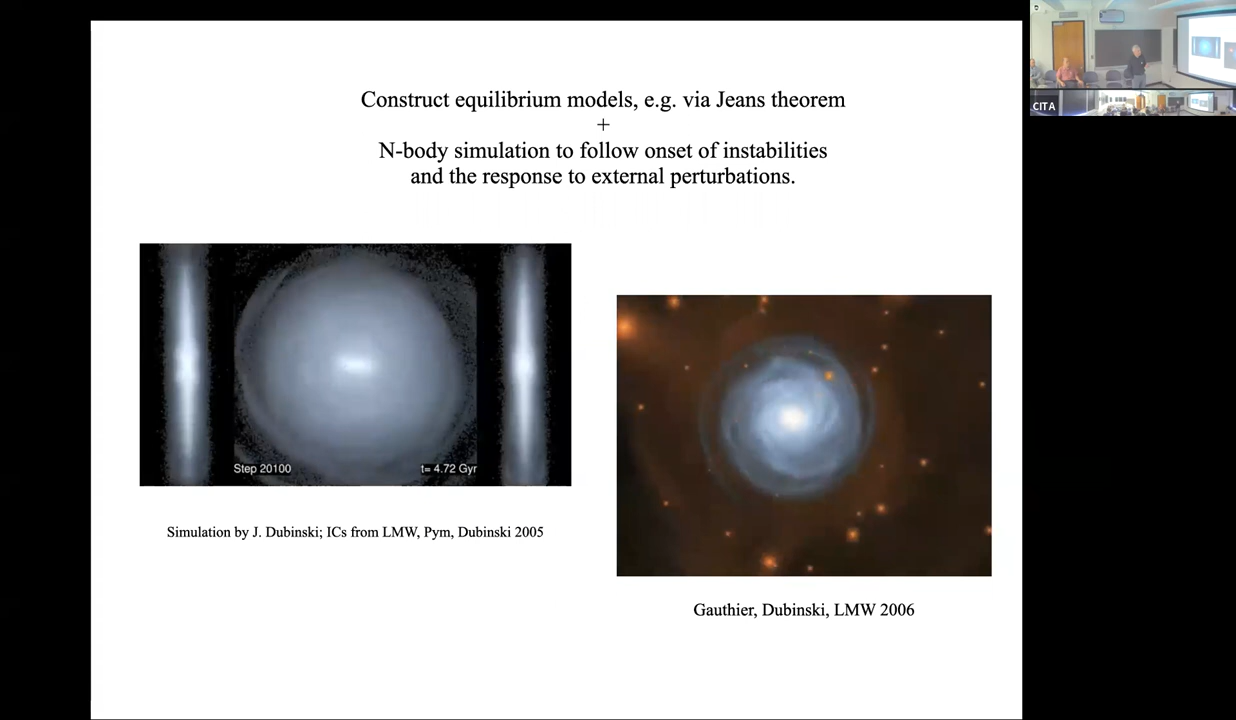 Construct equilibrium models, e.g. via Jeans theorem
+
N-body simulation to follow onset of instabilities
and the response to external perturbations.
Step 20100
t= 4.72 Gyr
Simulation by J. Dubinski; ICs from LMW, Pym, Dubinski 2005
Gauthier, Dubinski, LMW 2006
CITA